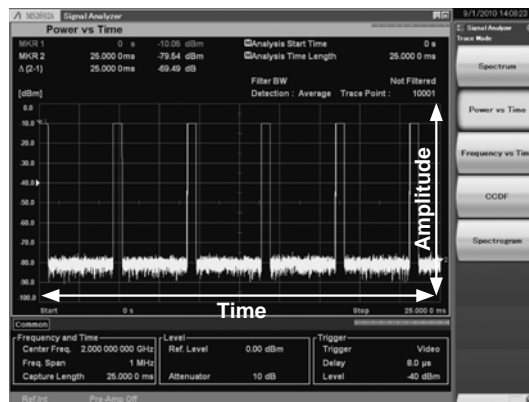 MS2692A Signal Analyzer
9/1/2010 14:08:23
Power vs Time
MKR 1 0 s -10.05 dBm Analysis Start Time 0 s
MKR 2 25.000 0ms -79.54 dBm Analysis Time Length 25.000 0 ms
Δ (2-1) 25.000 0ms -69.49 dB
Filter BW Not Filtered
[dBm] Detection : Average Trace Point : 10001
0.0
-10.0
-20.0
-30.0
-40.0
-50.0
-60.0
-70.0
-80.0
-90.0
-100.0
Amplitude
Time
Start 0 s Stop 25.000 0 ms
Common
Frequency and Time
Center Freq. 2.000 000 000 GHz
Freq. Span 1 MHz
Capture Length 25.000 0 ms
Level
Ref. Level 0.00 dBm
Attenuator 10 dB
Trigger
Trigger Video
Delay 8.0 µs
Level -40 dBm
Ref.Int Pre-Amp Off
Signal Analyzer
Trace Mode
Spectrum
Power vs Time
Frequency vs Tim
CCDF
Spectrogram